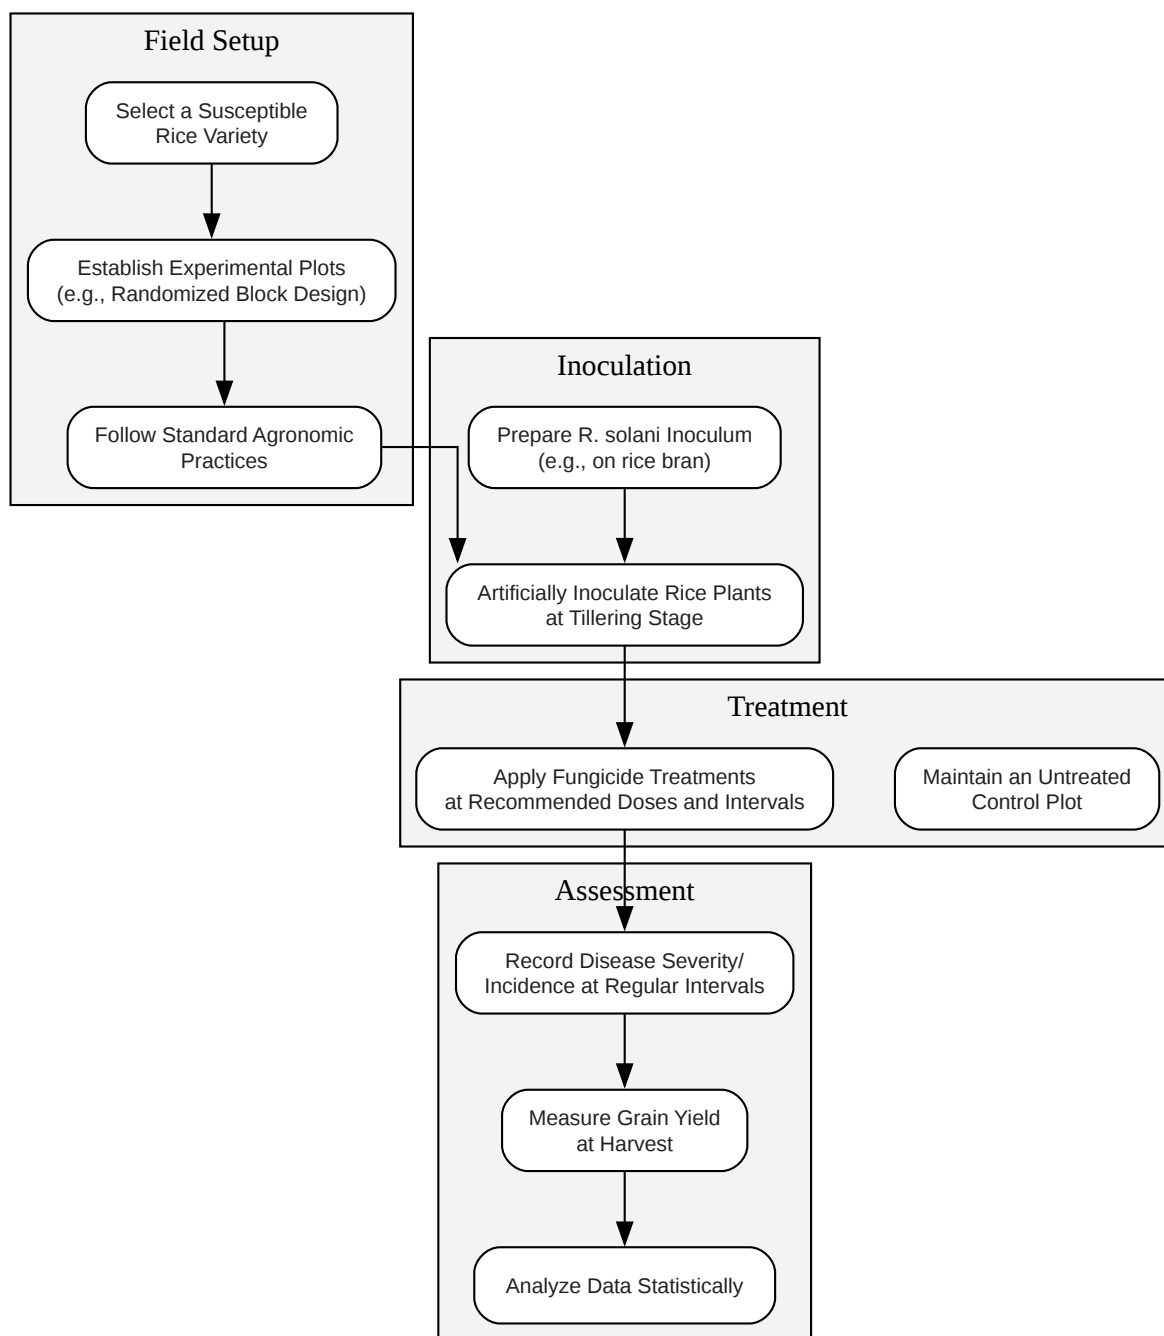 Field Setup
Select a Susceptible
Rice Variety
Establish Experimental Plots
(e.g., Randomized Block Design)
Follow Standard Agronomic
Practices
Inoculation
Prepare R. solani Inoculum
(e.g., on rice bran)
Artificially Inoculate Rice Plants
at Tillering Stage
Treatment
Apply Fungicide Treatments
at Recommended Doses and Intervals
Maintain an Untreated
Control Plot
Assessment
Record Disease Severity/
Incidence at Regular Intervals
Measure Grain Yield
at Harvest
Analyze Data Statistically